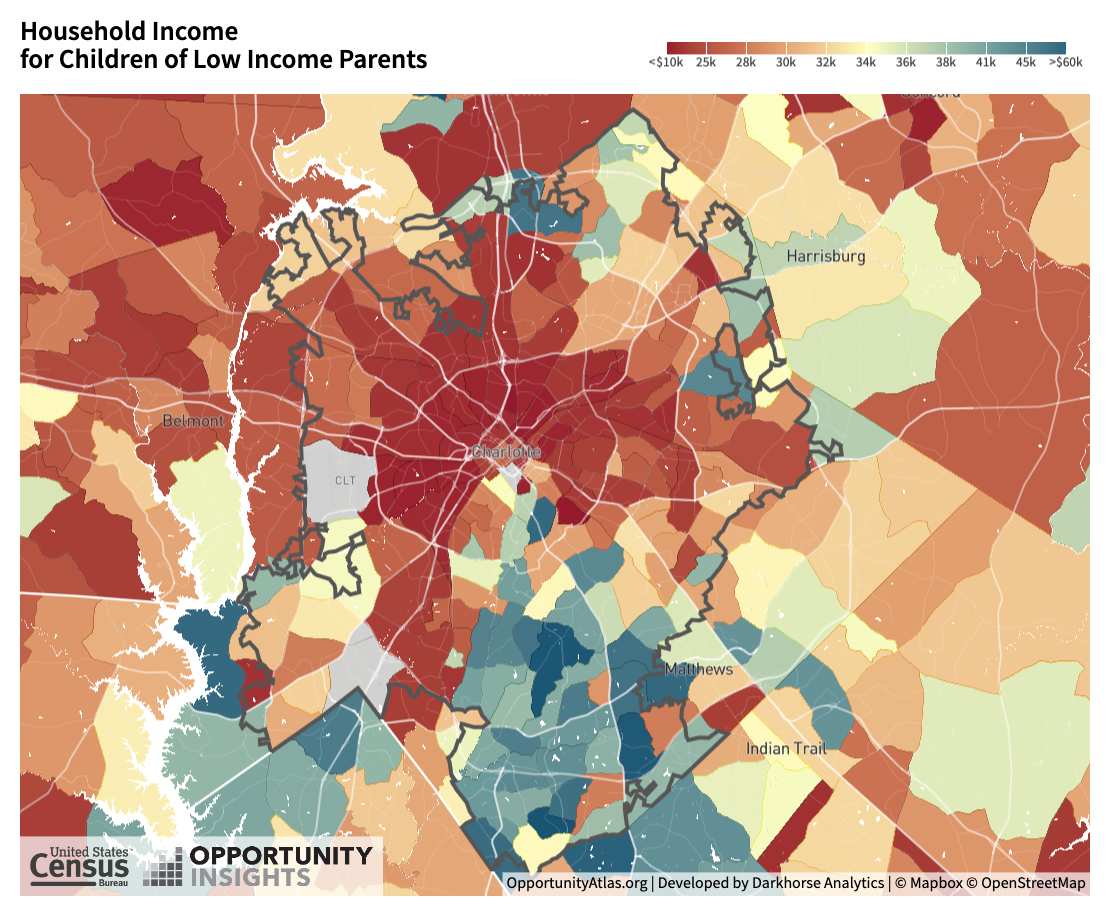 Household Income
for Children of Low Income Parents
<$10k 25k 28k 30k 32k 34k 36k 38k 41k 45k >$60k
Harrisburg
Belmont
Charlotte
CLT
Matthews
Indian Trail
United States
Census
Bureau
OPPORTUNITY
INSIGHTS
OpportunityAtlas.org | Developed by Darkhorse Analytics | © Mapbox © OpenStreetMap